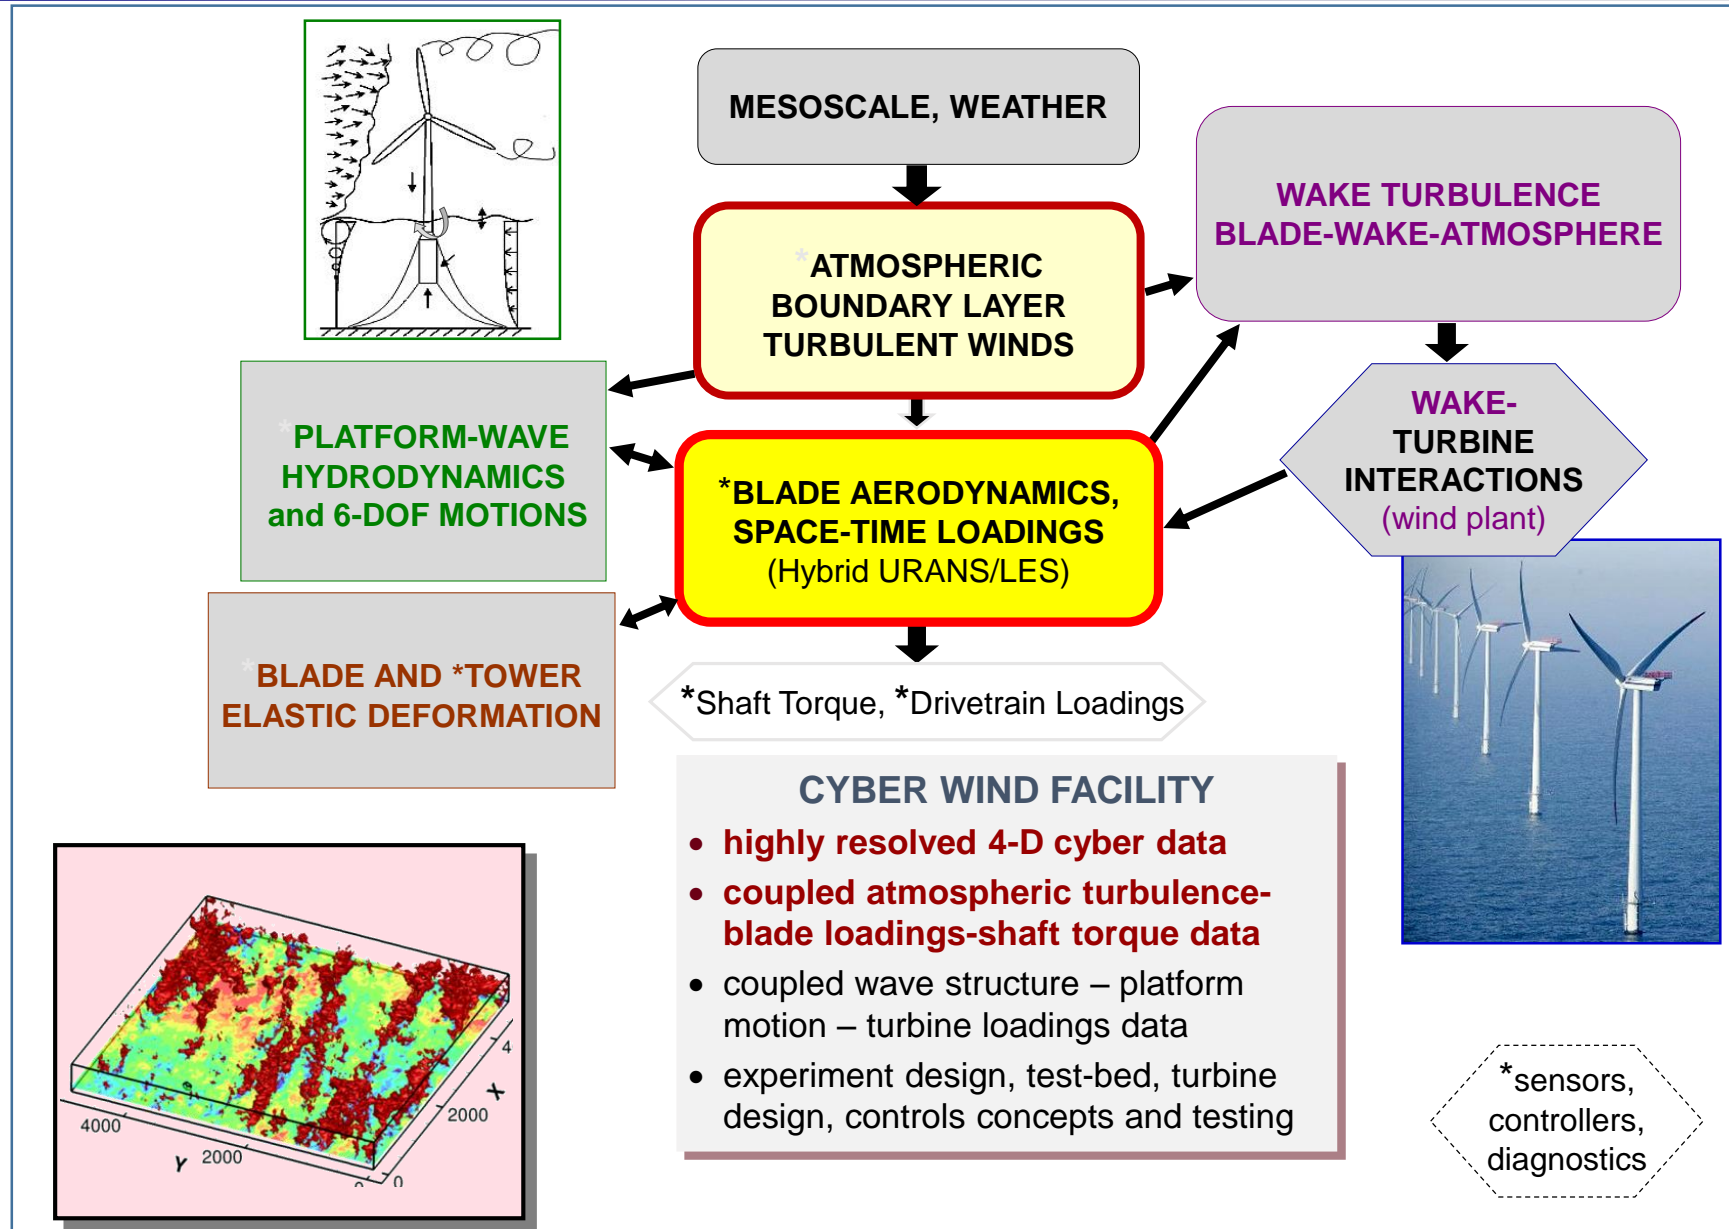 MESOSCALE, WEATHER
WAKE TURBULENCE
BLADE-WAKE-ATMOSPHERE
*ATMOSPHERIC
BOUNDARY LAYER
TURBULENT WINDS
WAKE-
TURBINE
INTERACTIONS
(wind plant)
*PLATFORM-WAVE
HYDRODYNAMICS
and 6-DOF MOTIONS
*BLADE AERODYNAMICS,
SPACE-TIME LOADINGS
(Hybrid URANS/LES)
*BLADE AND *TOWER
ELASTIC DEFORMATION
*Shaft Torque, *Drivetrain Loadings
CYBER WIND FACILITY
• highly resolved 4-D cyber data
• coupled atmospheric turbulence-
blade loadings-shaft torque data
• coupled wave structure – platform
motion – turbine loadings data
• experiment design, test-bed, turbine
design, controls concepts and testing
4000
Y
2000
0
2000
X
4
*sensors,
controllers,
diagnostics